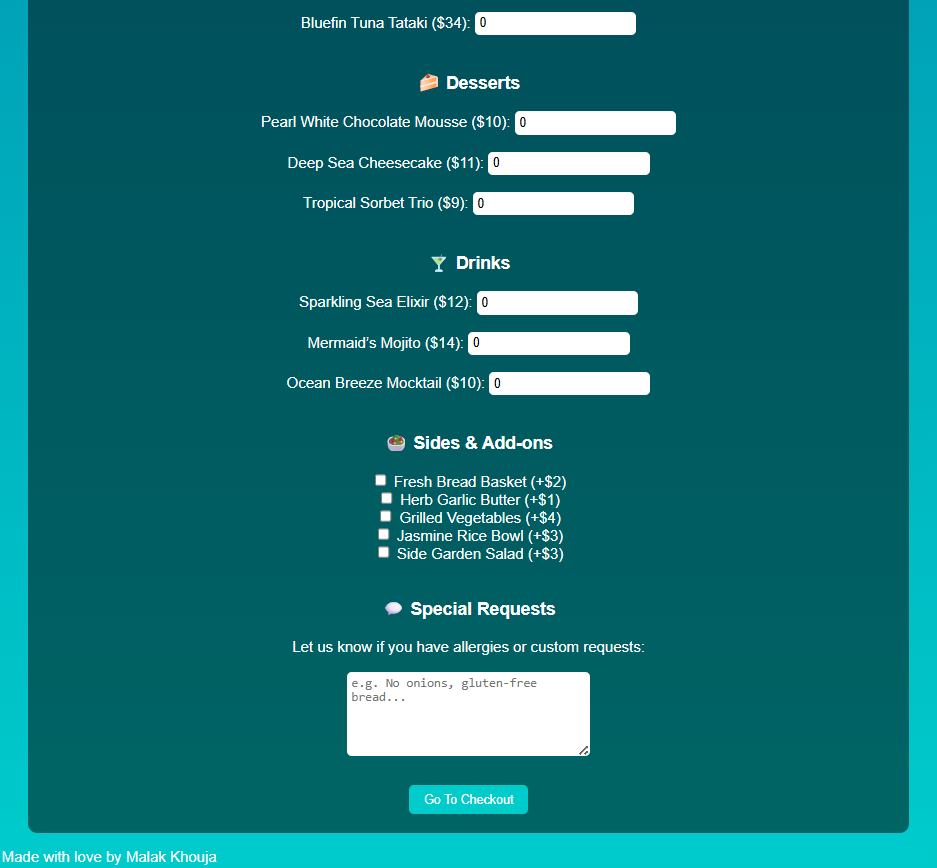 Bluefin Tuna Tataki ($34): 0
Desserts
Pearl White Chocolate Mousse ($10): 0
Deep Sea Cheesecake ($11): 0
Tropical Sorbet Trio ($9): 0
Drinks
Sparkling Sea Elixir ($12): 0
Mermaid’s Mojito ($14): 0
Ocean Breeze Mocktail ($10): 0
Sides & Add-ons
Fresh Bread Basket (+$2)
Herb Garlic Butter (+$1)
Grilled Vegetables (+$4)
Jasmine Rice Bowl (+$3)
Side Garden Salad (+$3)
Special Requests
Let us know if you have allergies or custom requests:
e.g. No onions, gluten-free
bread...
Go To Checkout
Made with love by Malak Khouja